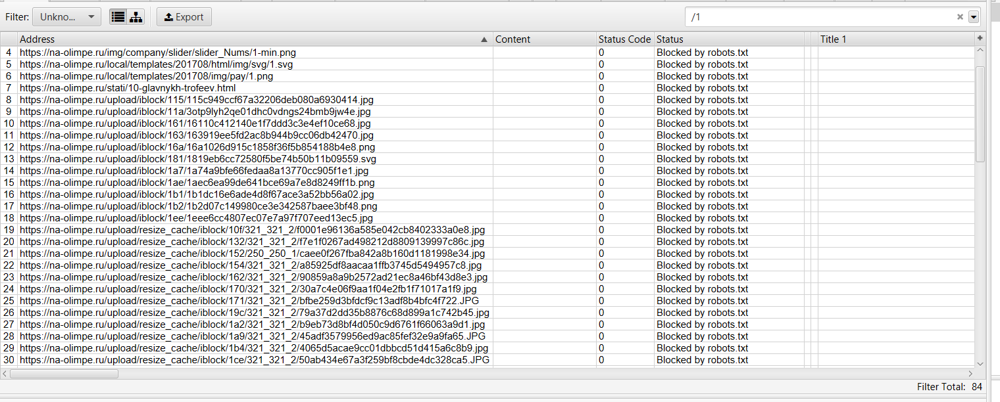 Filter: Unkno... Export /1
Address Content Status Code Status Title 1
4 https://na-olimpe.ru/img/company/slider/slider_Nums/1-min.png 0 Blocked by robots.txt
5 https://na-olimpe.ru/local/templates/201708/html/img/svg/1.svg 0 Blocked by robots.txt
6 https://na-olimpe.ru/local/templates/201708/img/pay/1.png 0 Blocked by robots.txt
7 https://na-olimpe.ru/stati/10-glavnykh-trofeev.html 0 Blocked by robots.txt
8 https://na-olimpe.ru/upload/iblock/115/115c949ccf67a32206deb080a6930414.jpg 0 Blocked by robots.txt
9 https://na-olimpe.ru/upload/iblock/11a/3otp9lyh2qe01dhc0vdngs24bmb9jw4e.jpg 0 Blocked by robots.txt
10 https://na-olimpe.ru/upload/iblock/161/16110c412140e1f7ddd3c3e4ef10ce68.jpg 0 Blocked by robots.txt
11 https://na-olimpe.ru/upload/iblock/163/163919ee5fd2ac8b944b9cc06db42470.jpg 0 Blocked by robots.txt
12 https://na-olimpe.ru/upload/iblock/16a/16a1026d915c1858f36f5b854188b4e8.png 0 Blocked by robots.txt
13 https://na-olimpe.ru/upload/iblock/181/1819eb6cc72580f5be74b50b11b09559.svg 0 Blocked by robots.txt
14 https://na-olimpe.ru/upload/iblock/1a7/1a74a9bfe66fedaa8a13770cc905f1e1.jpg 0 Blocked by robots.txt
15 https://na-olimpe.ru/upload/iblock/1ae/1aec6ea99de641bce69a7e8d8249ff1b.png 0 Blocked by robots.txt
16 https://na-olimpe.ru/upload/iblock/1b1/1b1dc16e6ade4d8f67ace3a52bb56a02.jpg 0 Blocked by robots.txt
17 https://na-olimpe.ru/upload/iblock/1b2/1b2d07c149980ce3e342587baee3bf48.png 0 Blocked by robots.txt
18 https://na-olimpe.ru/upload/iblock/1ee/1eee6cc4807ec07e7a97f707eed13ec5.jpg 0 Blocked by robots.txt
19 https://na-olimpe.ru/upload/resize_cache/iblock/10f/321_321_2/f0001e96136a585e042cb8402333a0e8.jpg 0 Blocked by robots.txt
20 https://na-olimpe.ru/upload/resize_cache/iblock/132/321_321_2/f7e1f0267ad498212d8809139997c86c.jpg 0 Blocked by robots.txt
21 https://na-olimpe.ru/upload/resize_cache/iblock/152/250_250_1/caee0f267fba842a8b160d1181998e34.jpg 0 Blocked by robots.txt
22 https://na-olimpe.ru/upload/resize_cache/iblock/154/321_321_2/a85925df8aacaa1ffb3745d5494957c8.jpg 0 Blocked by robots.txt
23 https://na-olimpe.ru/upload/resize_cache/iblock/162/321_321_2/90859a8a9b2572ad21ec8a46bf43d8e3.jpg 0 Blocked by robots.txt
24 https://na-olimpe.ru/upload/resize_cache/iblock/170/321_321_2/30a7c4e06f9aa1f04e2fb1f71017a1f9.jpg 0 Blocked by robots.txt
25 https://na-olimpe.ru/upload/resize_cache/iblock/171/321_321_2/bfbe259d3bfdcf9c13adf8b4bfc4f722.JPG 0 Blocked by robots.txt
26 https://na-olimpe.ru/upload/resize_cache/iblock/19c/321_321_2/79a37d2dd35b8876c68d899a1c742b45.jpg 0 Blocked by robots.txt
27 https://na-olimpe.ru/upload/resize_cache/iblock/1a2/321_321_2/b9eb73d8bf4d050c9d6761f66063a9d1.jpg 0 Blocked by robots.txt
28 https://na-olimpe.ru/upload/resize_cache/iblock/1a9/321_321_2/45adf3579956ed9ac85fef32e9a9fa65.JPG 0 Blocked by robots.txt
29 https://na-olimpe.ru/upload/resize_cache/iblock/1b4/321_321_2/4065d5acae9cc01dbbcd51d415a6c8b9.jpg 0 Blocked by robots.txt
30 https://na-olimpe.ru/upload/resize_cache/iblock/1ce/321_321_2/50ab434e67a3f259bf8cbde4dc328ca5.JPG 0 Blocked by robots.txt
Filter Total: 84